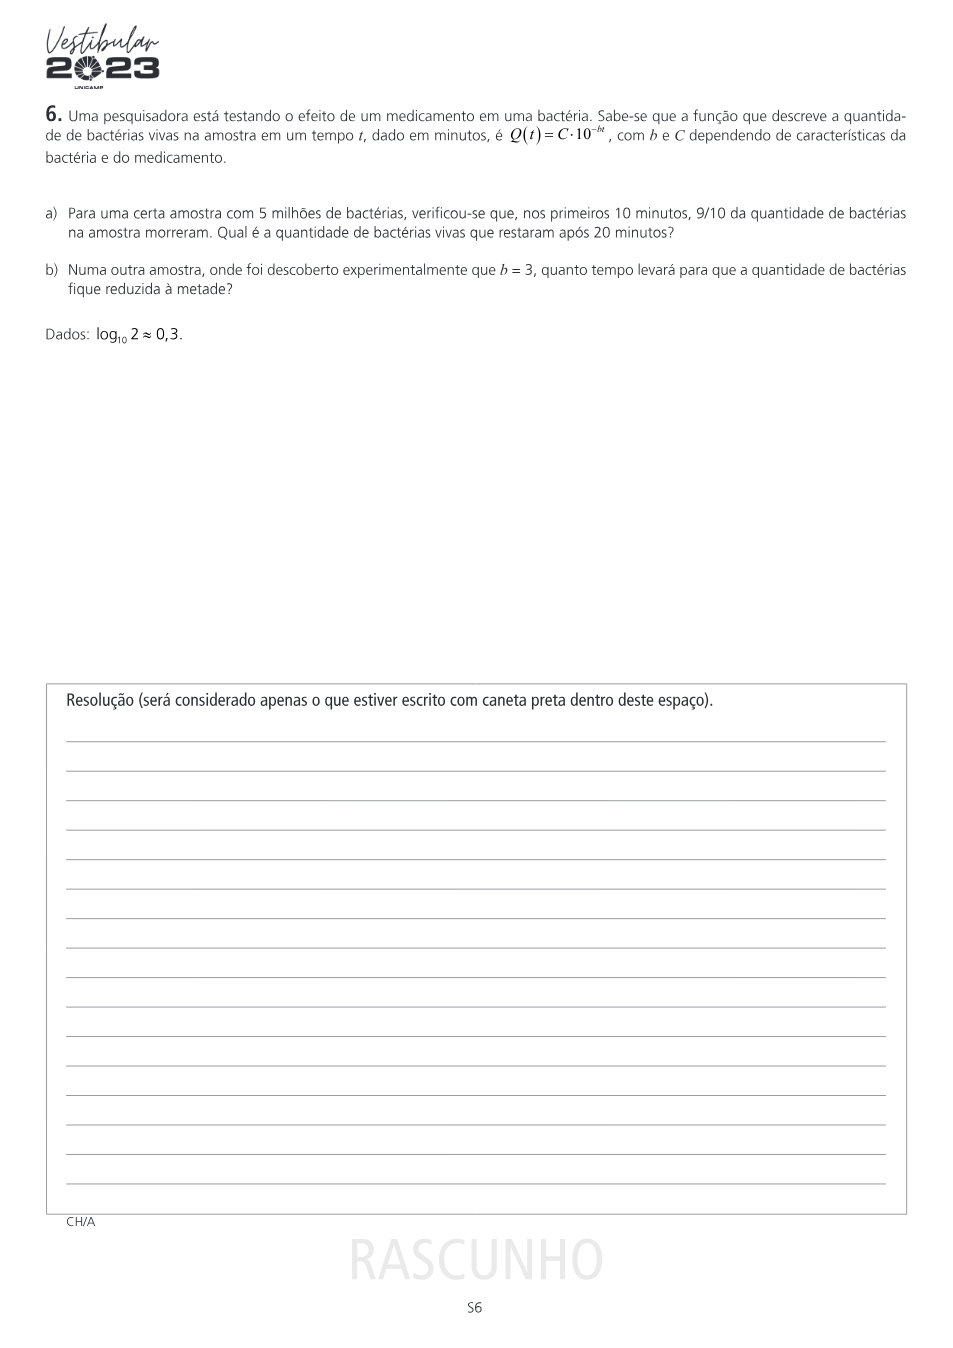 Vestibular
2023
UNICAMP
6. Uma pesquisadora está testando o efeito de um medicamento em uma bactéria. Sabe-se que a função que descreve a quantida-
de de bactérias vivas na amostra em um tempo t, dado em minutos, é Q(t) = C·10^{−bt}, com b e C dependendo de características da
bactéria e do medicamento.
a) Para uma certa amostra com 5 milhões de bactérias, verificou-se que, nos primeiros 10 minutos, 9/10 da quantidade de bactérias
na amostra morreram. Qual é a quantidade de bactérias vivas que restaram após 20 minutos?
b) Numa outra amostra, onde foi descoberto experimentalmente que b = 3, quanto tempo levará para que a quantidade de bactérias
fique reduzida à metade?
Dados: log₁₀ 2 ≈ 0,3.
Resolução (será considerado apenas o que estiver escrito com caneta preta dentro deste espaço).
CH/A
RASCUNHO
S6